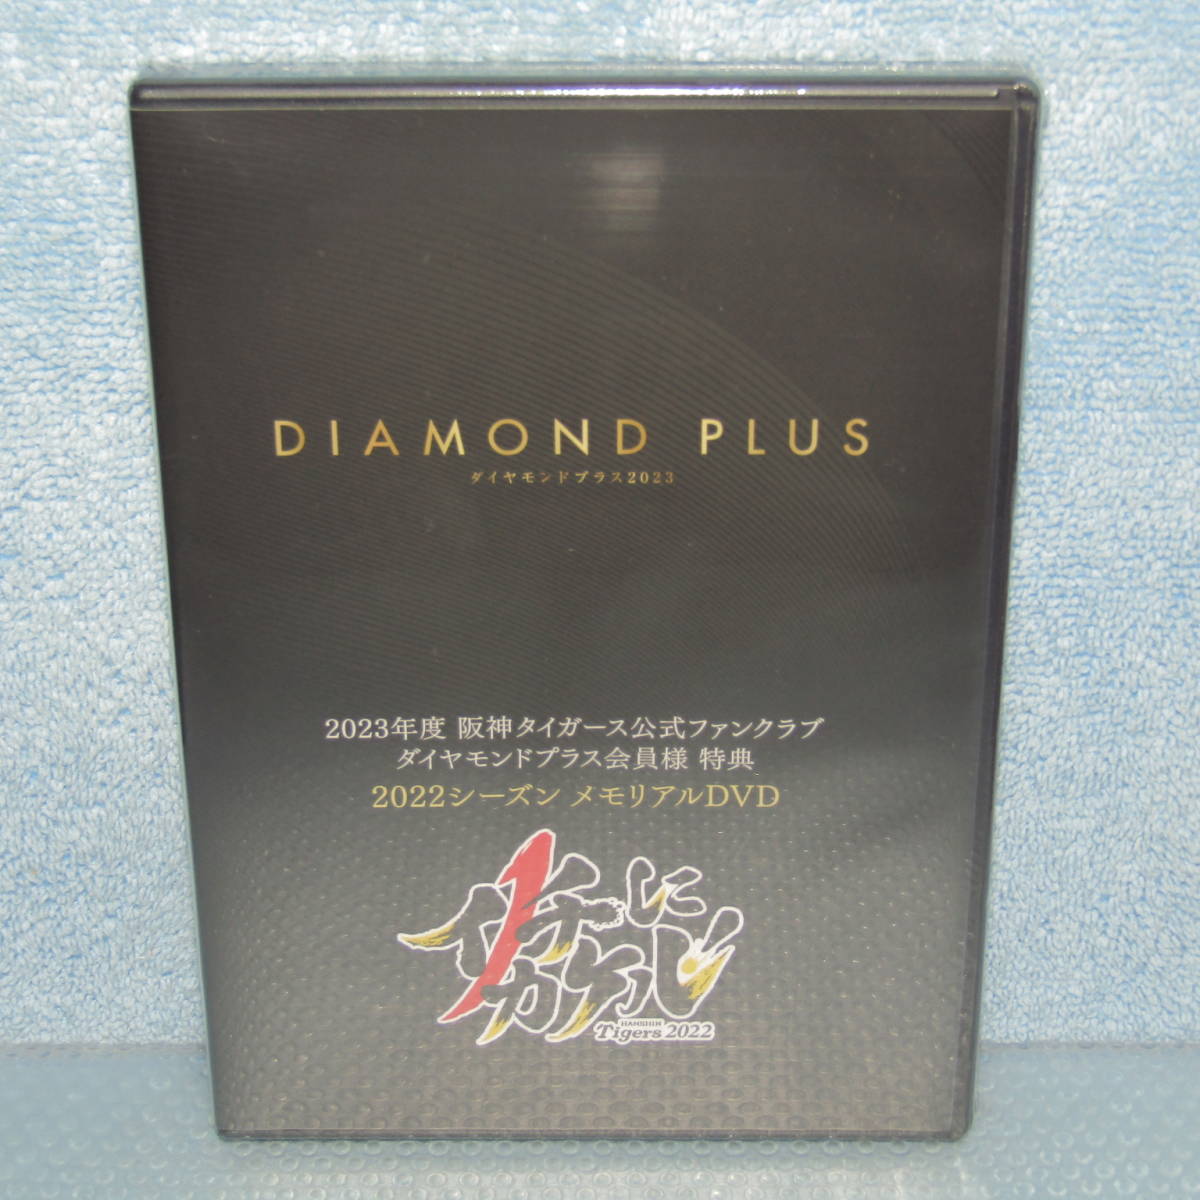 DIAMOND PLUS
ダイヤモンドプラス2023
2023年度 阪神タイガース公式ファンクラブ
ダイヤモンドプラス会員様 特典
2022シーズン メモリアルDVD
イチにカケル!
HANSHIN
Tigers 2022